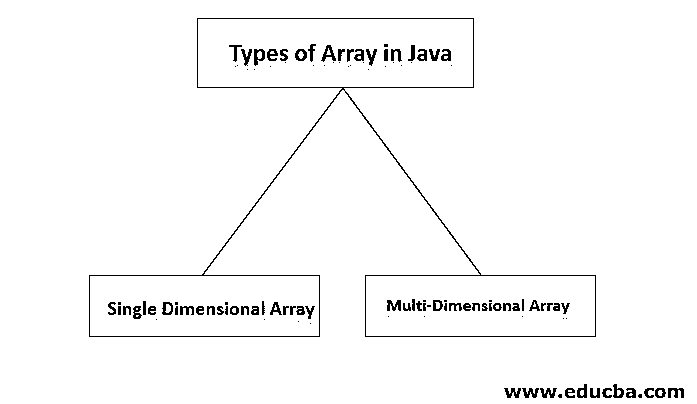 Types of Array in Java
Single Dimensional Array
Multi-Dimensional Array
www.educba.com